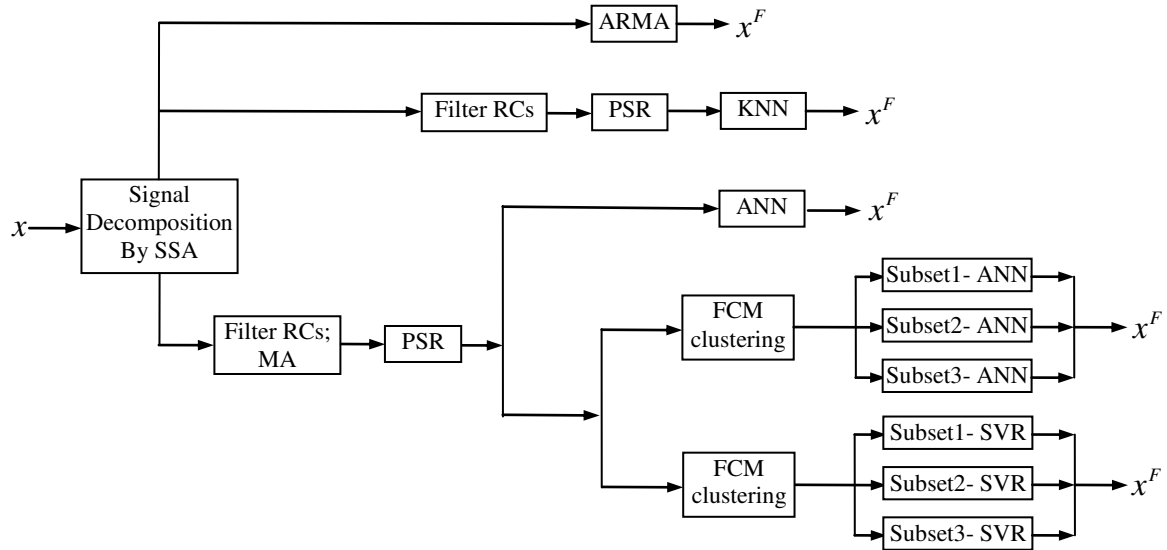 ARMA
x^F
Filter RCs
PSR
KNN
x^F
Signal
Decomposition
By SSA
x
ANN
x^F
Filter RCs;
MA
PSR
FCM
clustering
Subset1- ANN
Subset2- ANN
Subset3- ANN
x^F
FCM
clustering
Subset1- SVR
Subset2- SVR
Subset3- SVR
x^F